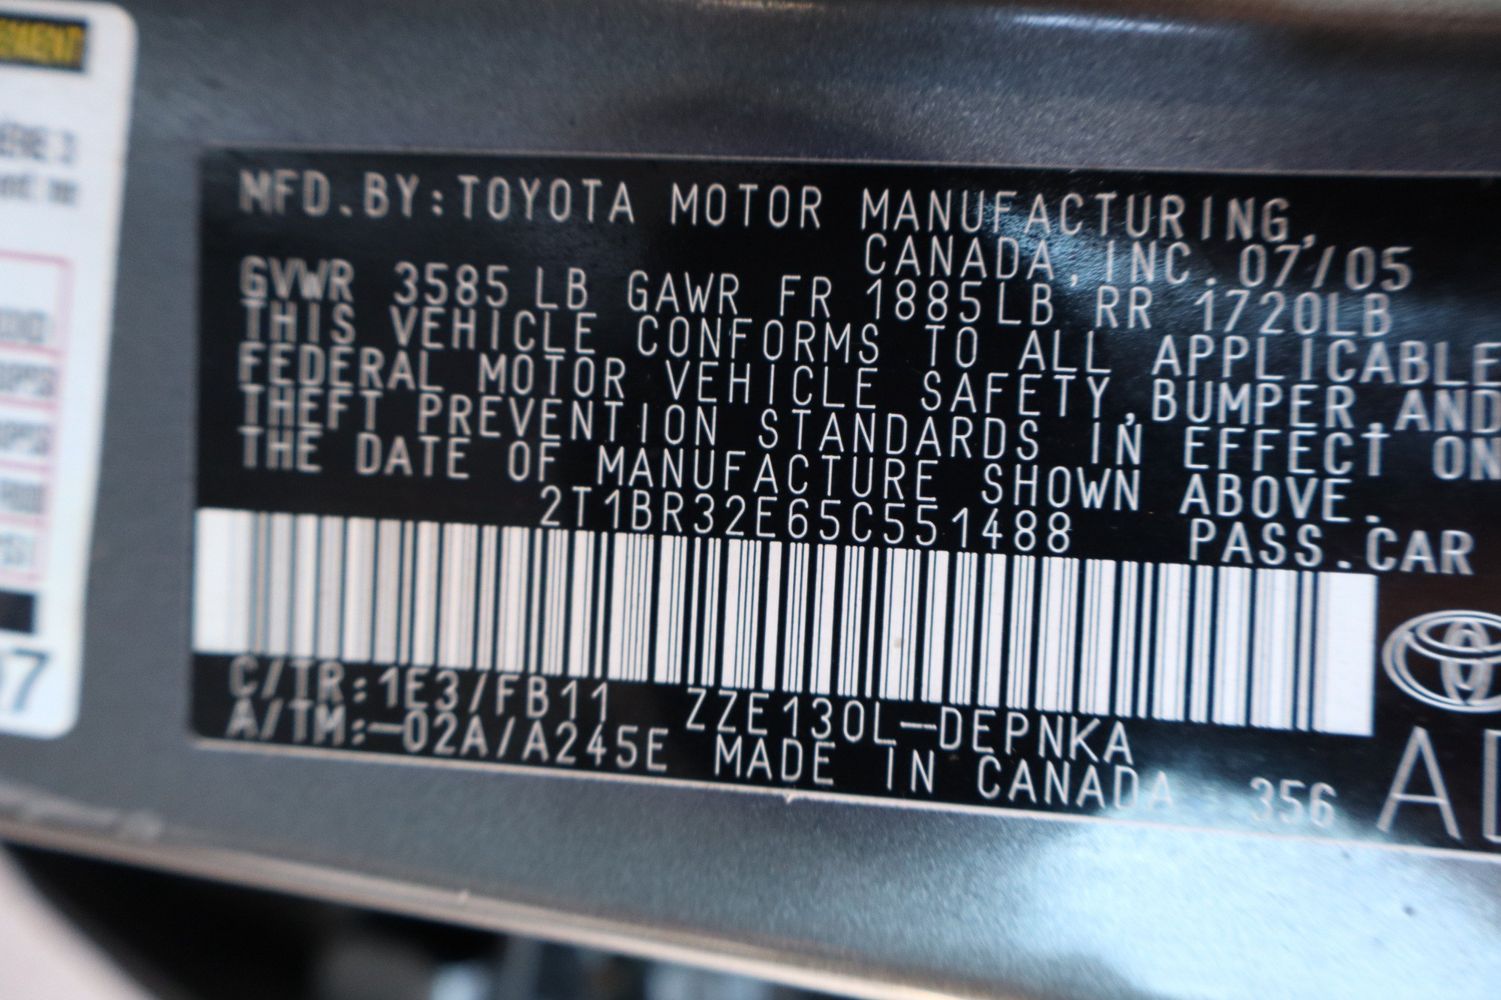 MFD.BY:TOYOTA MOTOR MANUFACTURING,
CANADA, INC. 07/05
GVWR 3585LB GAWR FR 1885LB RR 1720LB
THIS VEHICLE CONFORMS TO ALL APPLICABLE
FEDERAL MOTOR VEHICLE SAFETY,BUMPER,AND
THEFT PREVENTION STANDARDS IN EFFECT ON
THE DATE OF MANUFACTURE SHOWN ABOVE.
2T1BR32E65C551488 PASS.CAR
C/TR:1E3/FB11 ZZE130L-DEPNKA
A/TM:-02A/A245E MADE IN CANADA 356